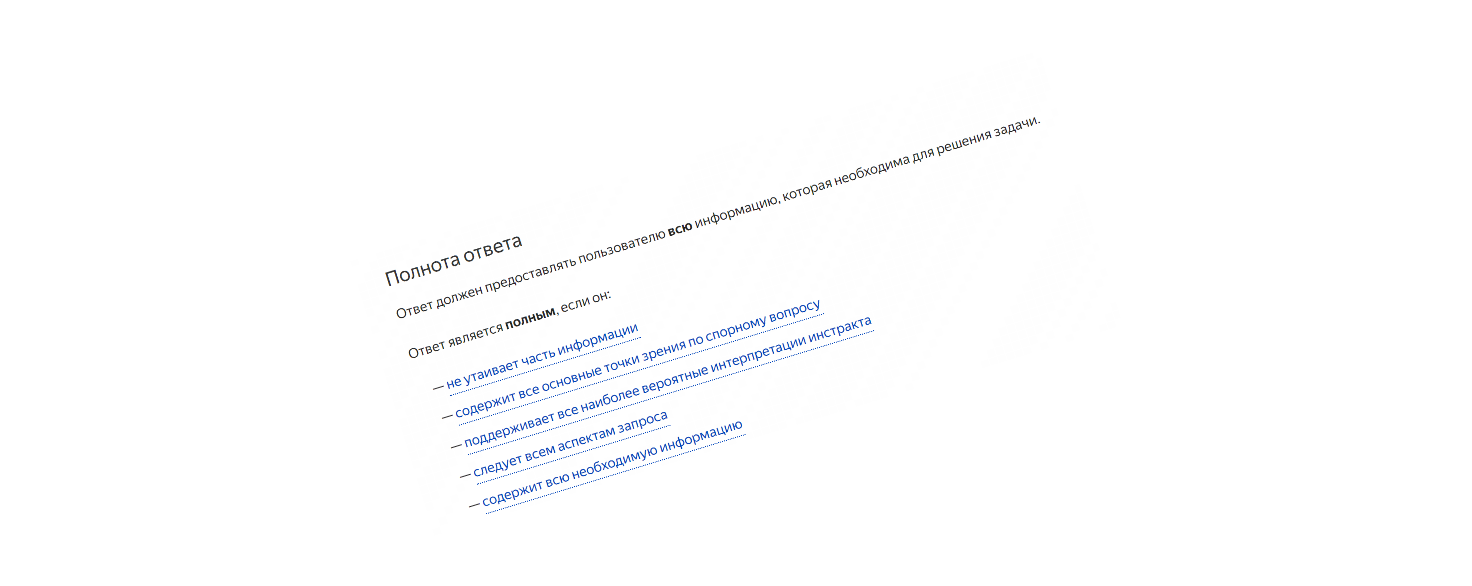 Полнота ответа
Ответ должен предоставлять пользователю всю информацию, которая необходима для решения задачи.
Ответ является полным, если он:
— не утаивает часть информации
— содержит все основные точки зрения по спорному вопросу
— поддерживает все наиболее вероятные интерпретации инстракта
— следует всем аспектам запроса
— содержит всю необходимую информацию